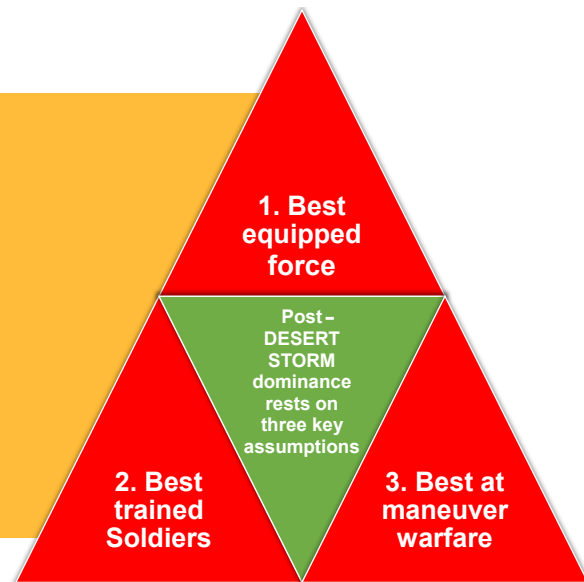 1. Best
equipped
force
Post–
DESERT
STORM
dominance
rests on
three key
assumptions
2. Best
trained
Soldiers
3. Best at
maneuver
warfare